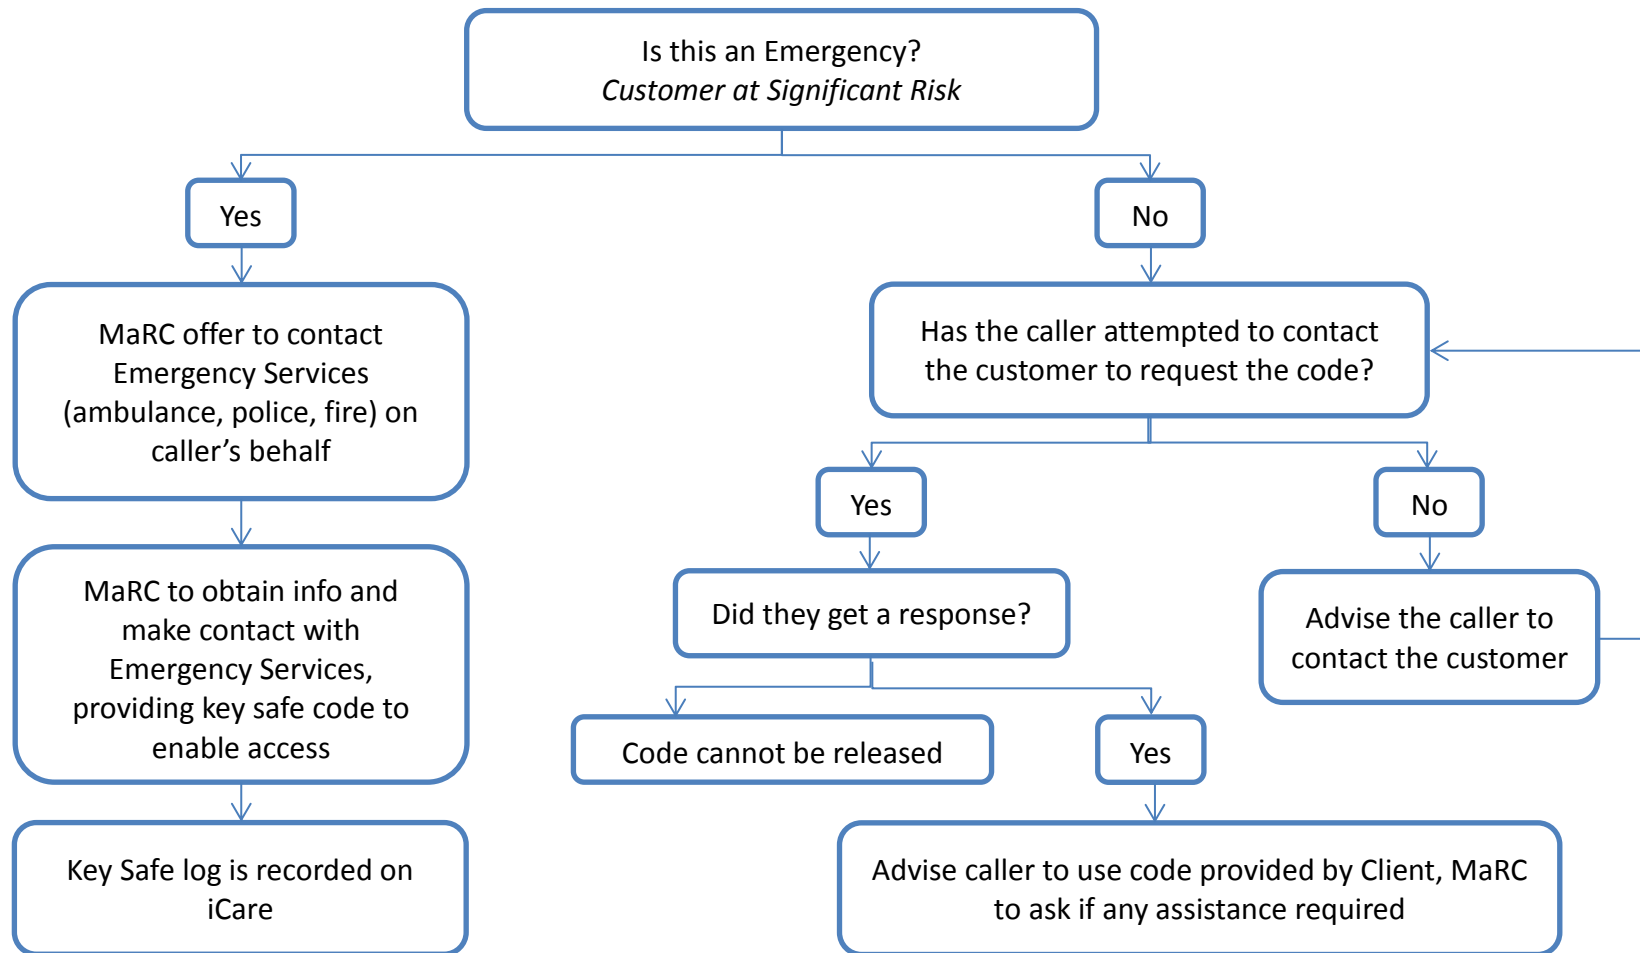 Is this an Emergency?
Customer at Significant Risk
Yes
No
MaRC offer to contact
Emergency Services
(ambulance, police, fire) on
caller’s behalf
Has the caller attempted to contact
the customer to request the code?
Yes
No
MaRC to obtain info and
make contact with
Emergency Services,
providing key safe code to
enable access
Did they get a response?
Advise the caller to
contact the customer
Code cannot be released
Yes
Key Safe log is recorded on
iCare
Advise caller to use code provided by Client, MaRC
to ask if any assistance required